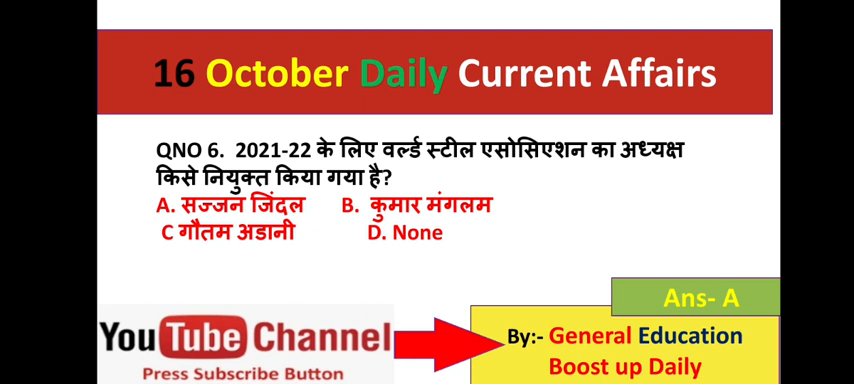 16 October Daily Current Affairs
QNO 6. 2021-22 के लिए वर्ल्ड स्टील एसोसिएशन का अध्यक्ष
किसे नियुक्त किया गया है?
A. सज्जन जिंदल B. कुमार मंगलम
C गौतम अडानी D. None
Ans- A
YouTube Channel
Press Subscribe Button
By:- General Education
Boost up Daily